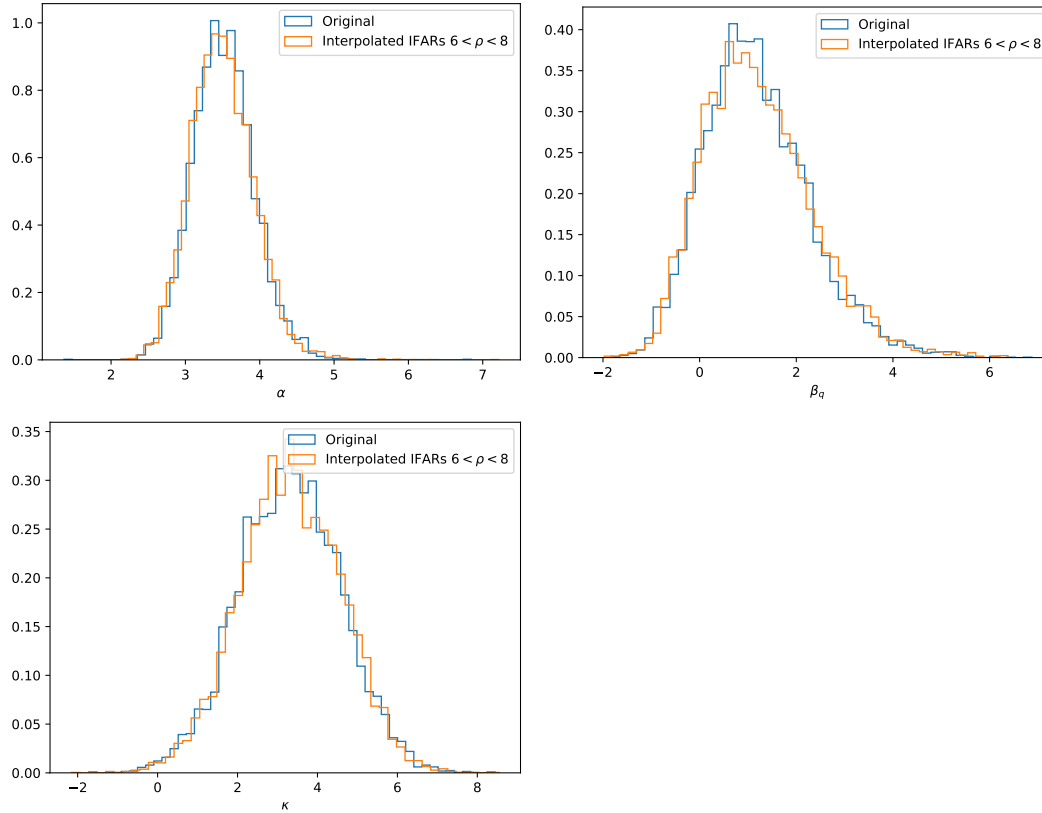 1.0
0.8
0.6
0.4
0.2
0.0
2 3 4 5 6 7
α
Original
Interpolated IFARs 6 < ρ < 8
0.40
0.35
0.30
0.25
0.20
0.15
0.10
0.05
0.00
−2 0 2 4 6
β_q
Original
Interpolated IFARs 6 < ρ < 8
0.35
0.30
0.25
0.20
0.15
0.10
0.05
0.00
−2 0 2 4 6 8
κ
Original
Interpolated IFARs 6 < ρ < 8